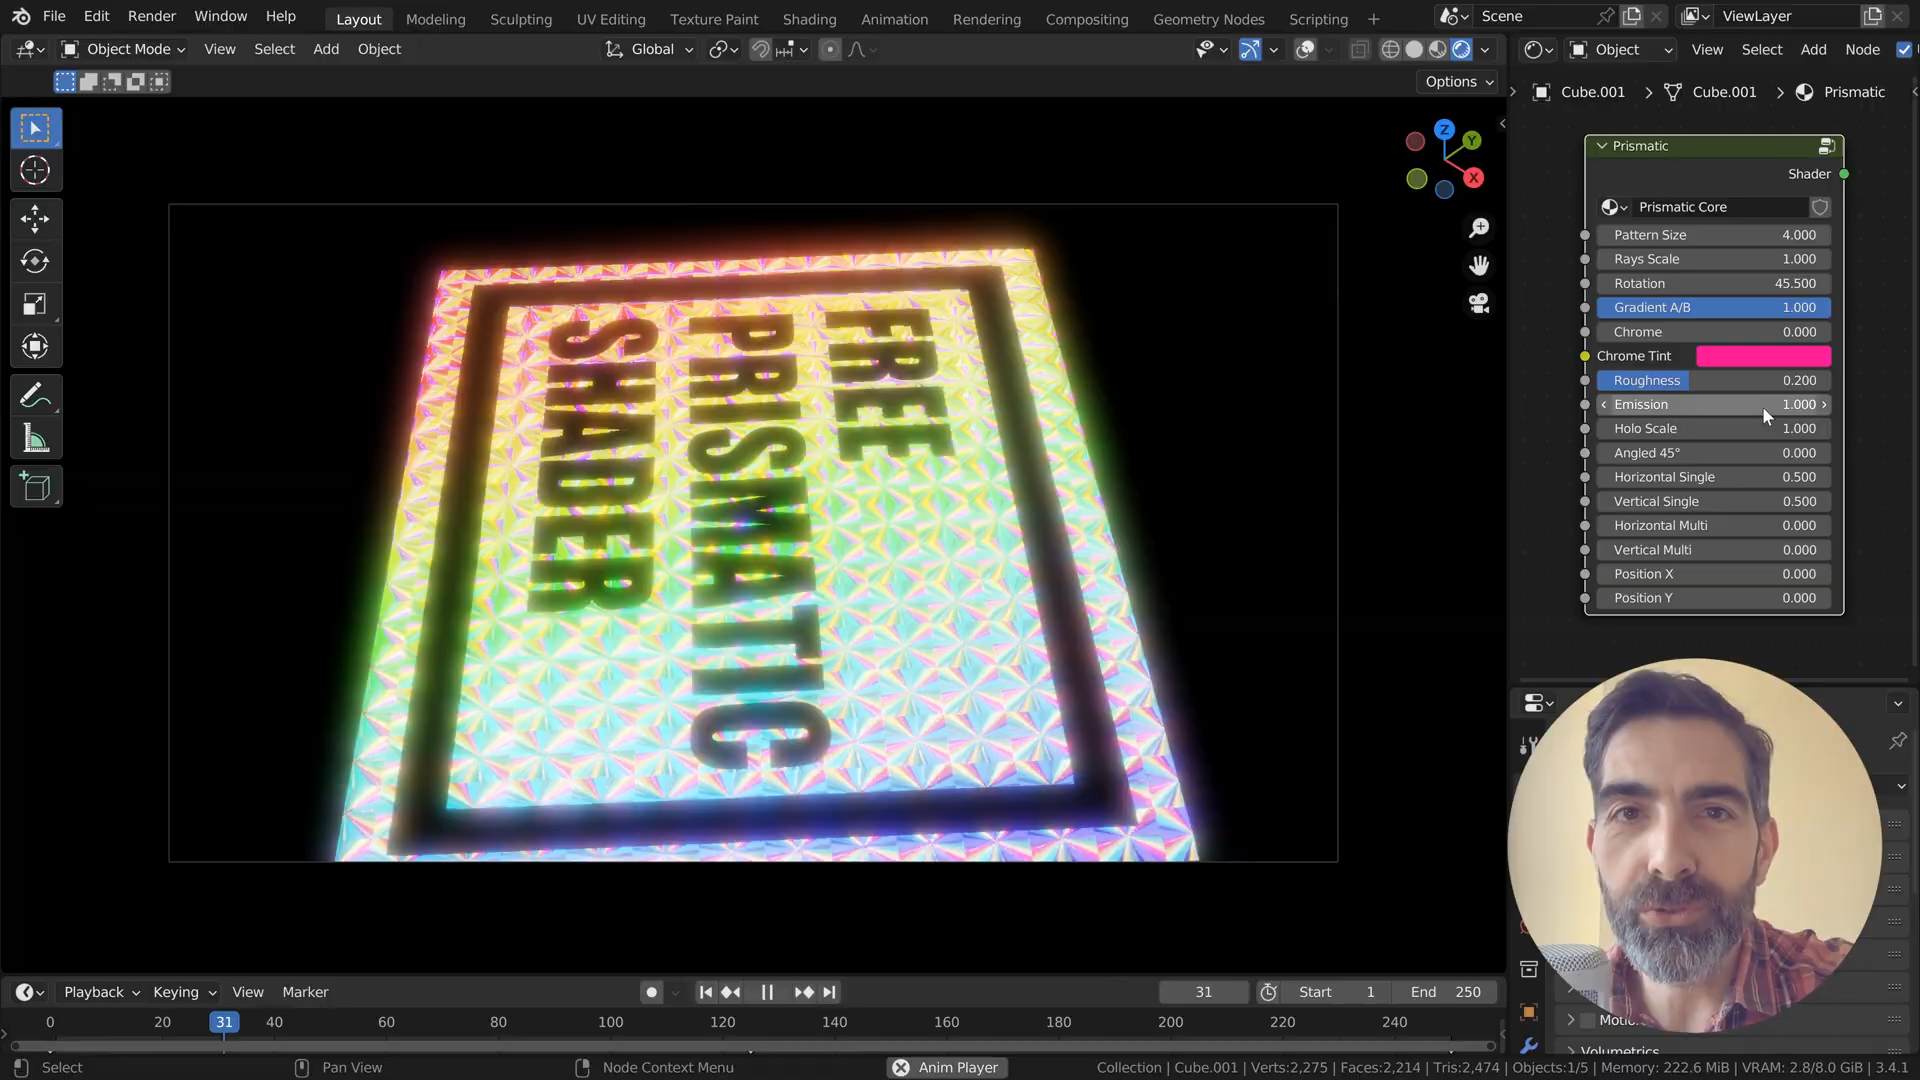 File Edit Render Window Help Layout Modeling Sculpting UV Editing Texture Paint Shading Animation Rendering Compositing Geometry Nodes Scripting Scene ViewLayer
Object Mode View Select Add Object Global Object View Select Add Node
Options
Cube.001 Cube.001 Prismatic
Z
Y
X
Prismatic
Shader
Prismatic Core
Pattern Size 4.000
Rays Scale 1.000
Rotation 45.500
Gradient A/B 1.000
Chrome 0.000
Chrome Tint
Roughness 0.200
Emission 1.000
Holo Scale 1.000
Angled 45° 0.000
Horizontal Single 0.500
Vertical Single 0.500
Horizontal Multi 0.000
Vertical Multi 0.000
Position X 0.000
Position Y 0.000
FREE
PRISMATIC
SHADER
Playback Keying View Marker 31 Start 1 End 250
0 20 31 40 60 80 100 120 140 160 180 200 220 240
Select Pan View Node Context Menu Anim Player Collection | Cube.001 | Verts:2,275 | Faces:2,214 | Tris:2,474 | Objects:1/5 | Memory: 222.6 MiB | VRAM: 2.8/8.0 GiB | 3.4.1